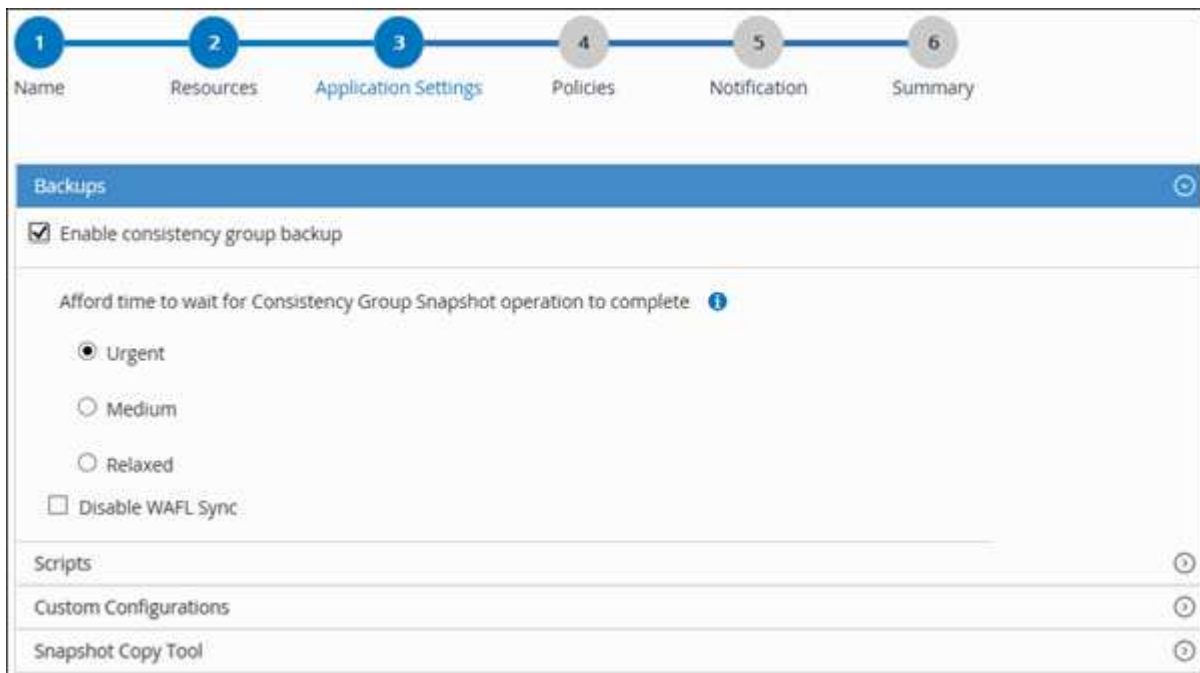 1 2 3 4 5 6
Name Resources Application Settings Policies Notification Summary
Backups
Enable consistency group backup
Afford time to wait for Consistency Group Snapshot operation to complete i
Urgent
Medium
Relaxed
Disable WAFL Sync
Scripts
Custom Configurations
Snapshot Copy Tool